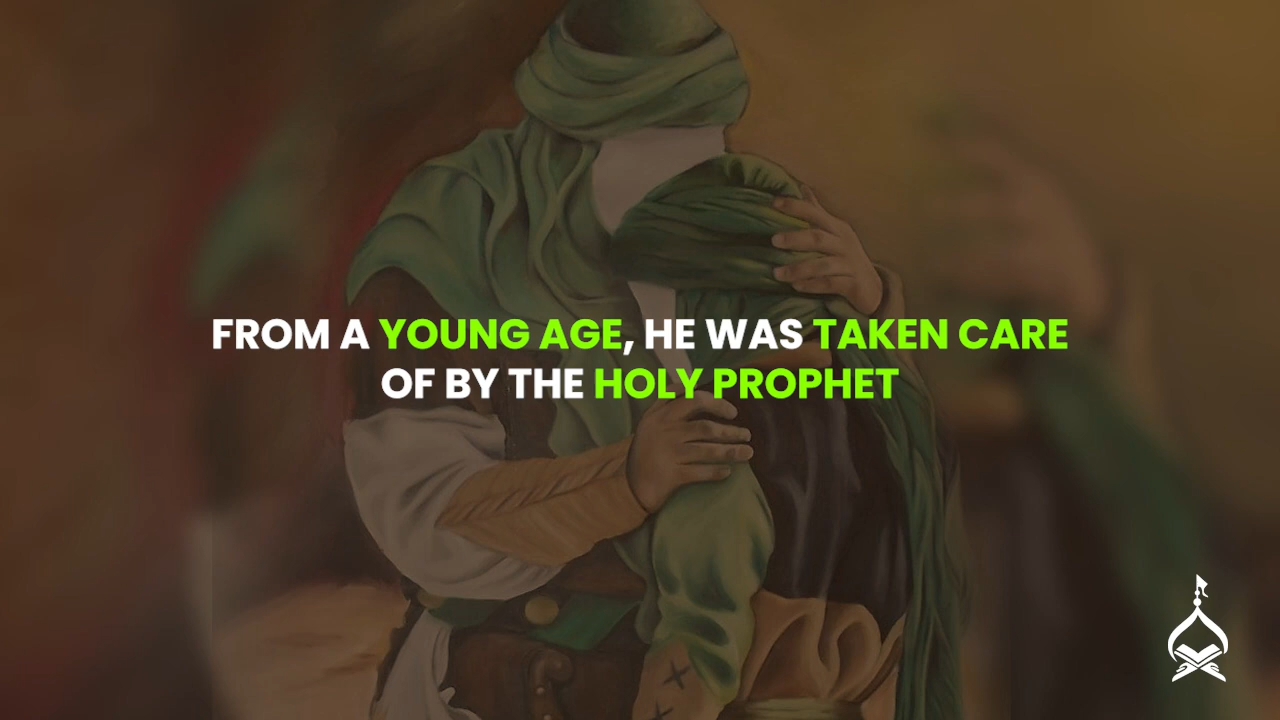 FROM A YOUNG AGE, HE WAS TAKEN CARE
OF BY THE HOLY PROPHET